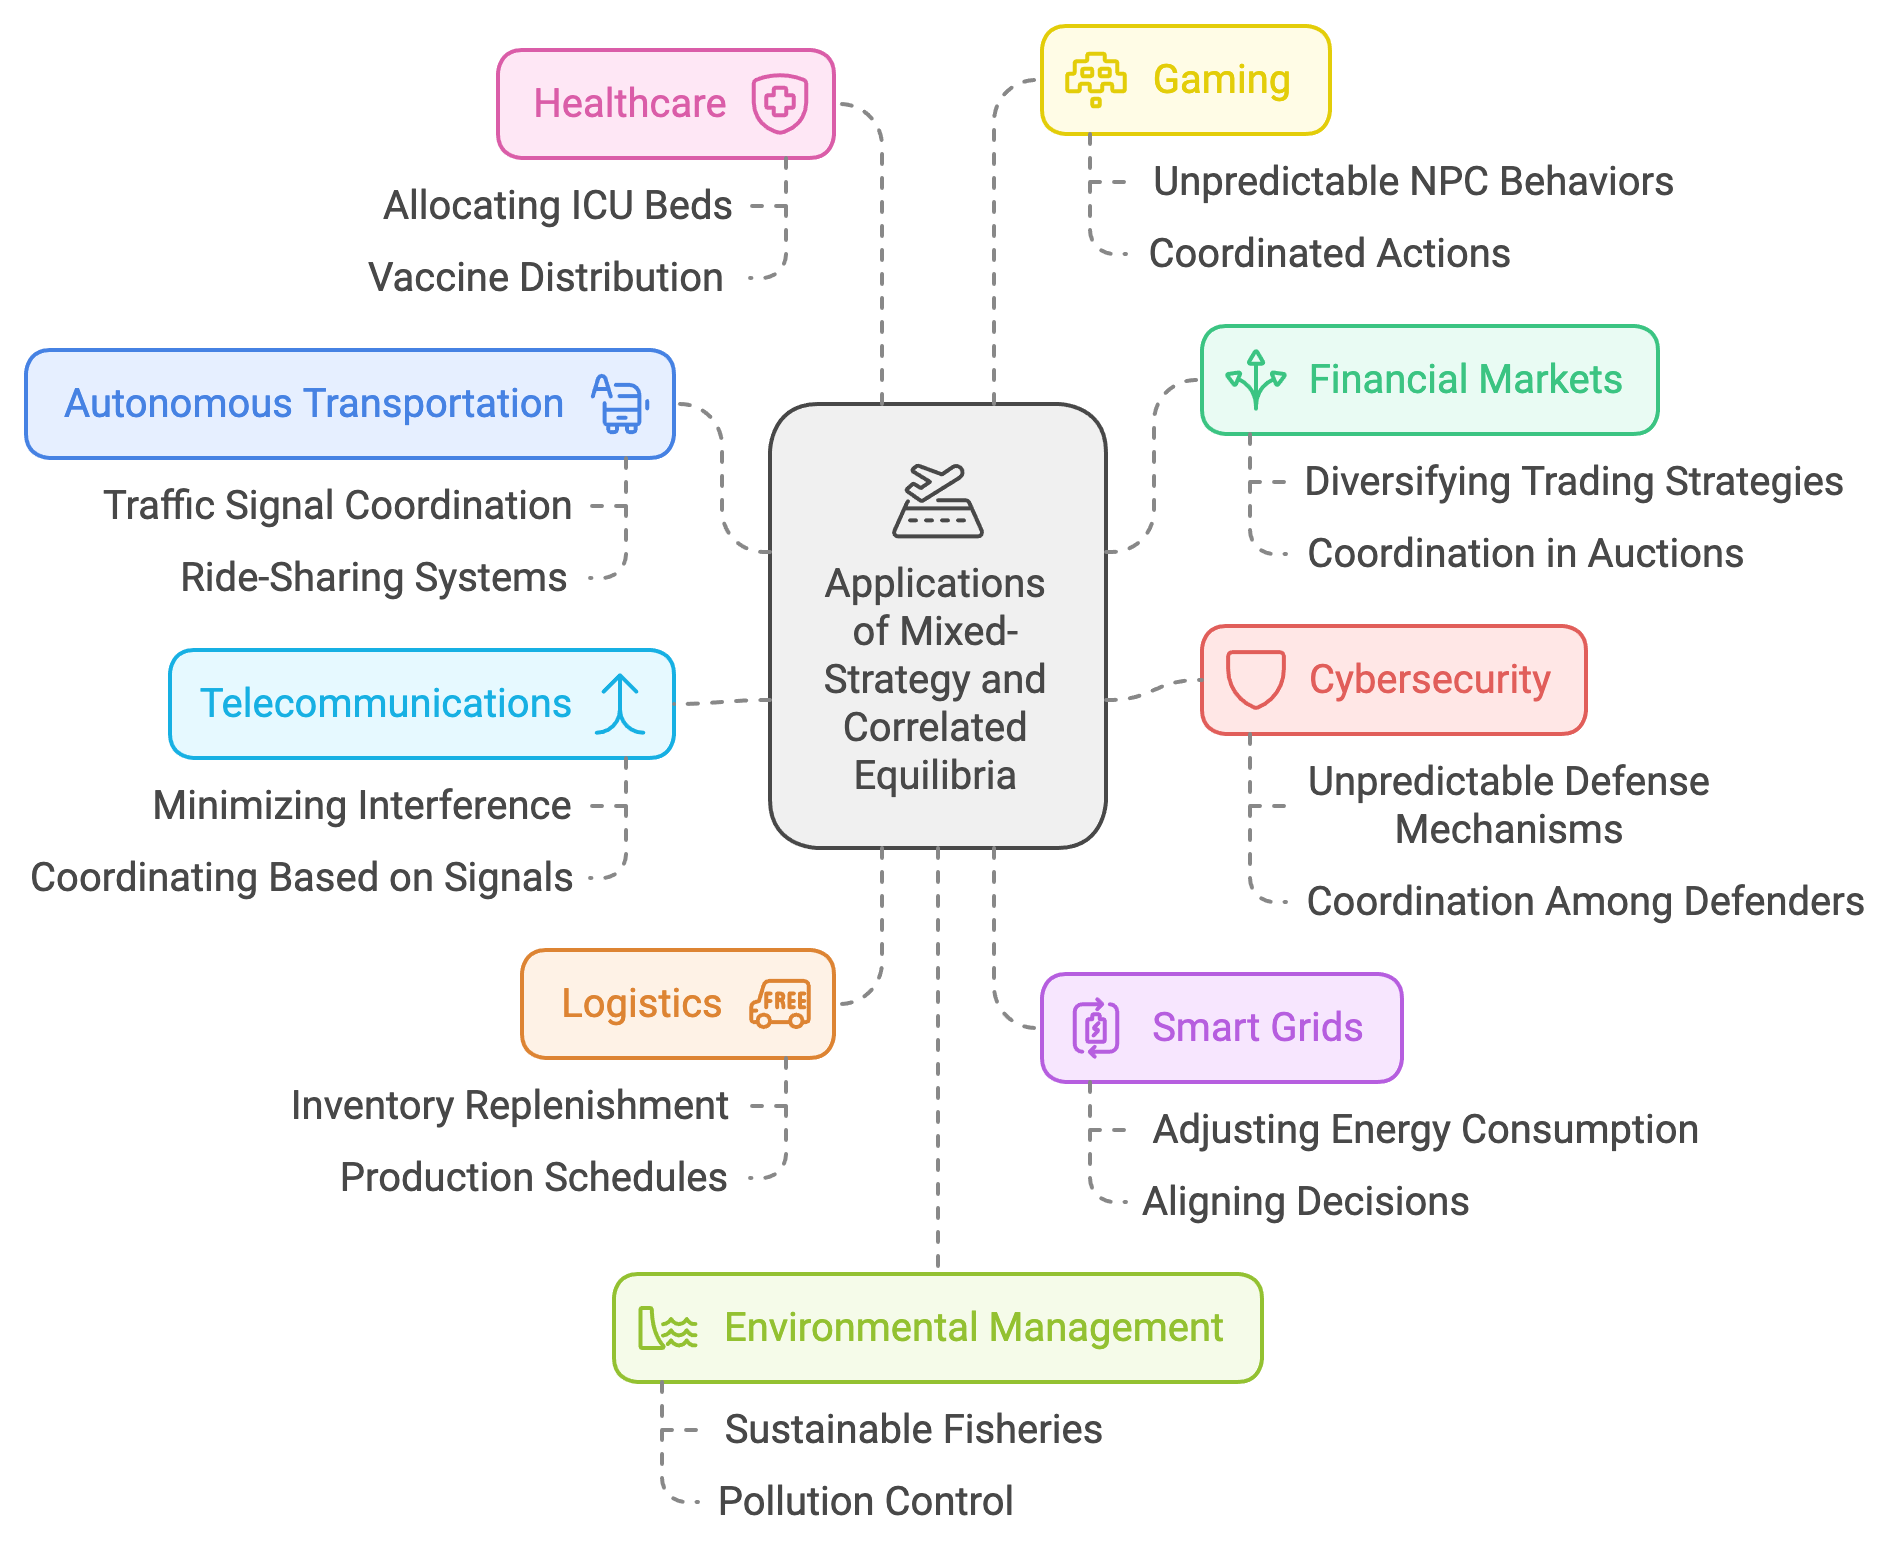 Healthcare
Allocating ICU Beds
Vaccine Distribution
Gaming
Unpredictable NPC Behaviors
Coordinated Actions
Autonomous Transportation
A
Traffic Signal Coordination
Ride-Sharing Systems
Financial Markets
Diversifying Trading Strategies
Coordination in Auctions
Applications
of Mixed-
Strategy and
Correlated
Equilibria
Telecommunications
Minimizing Interference
Coordinating Based on Signals
Cybersecurity
Unpredictable Defense
Mechanisms
Coordination Among Defenders
Logistics
FREE
Inventory Replenishment
Production Schedules
Smart Grids
Adjusting Energy Consumption
Aligning Decisions
Environmental Management
Sustainable Fisheries
Pollution Control